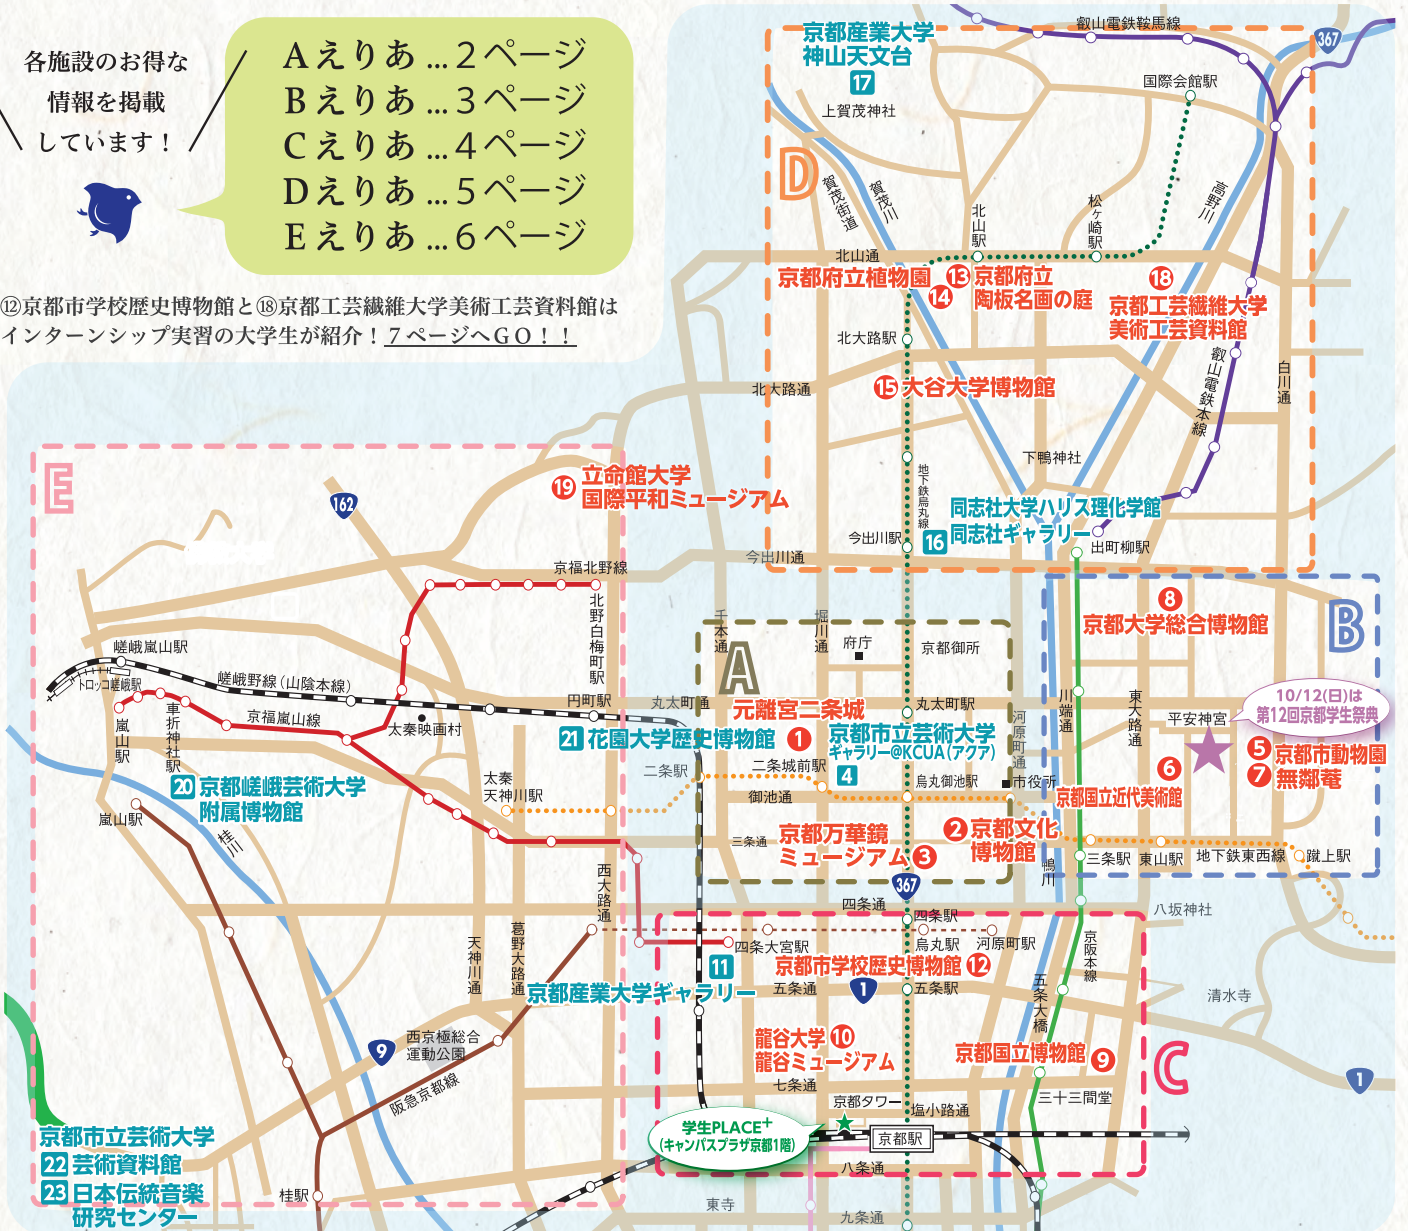 各施設のお得な
情報を掲載
しています！
Aえりあ…2ページ
Bえりあ…3ページ
Cえりあ…4ページ
Dえりあ…5ページ
Eえりあ…6ページ
⑫京都市学校歴史博物館と⑱京都工芸繊維大学美術工芸資料館は
インターンシップ実習の大学生が紹介！７ページへＧＯ！！
京都産業大学
神山天文台
17
上賀茂神社
叡山電鉄鞍馬線
367
国際会館駅
D
賀茂街道
賀茂川
北山駅
松ヶ崎駅
高野川
北山通
京都府立植物園
14
13
京都府立
陶板名画の庭
18
京都工芸繊維大学
美術工芸資料館
北大路駅
叡山電鉄本線
白川通
北大路通
15 大谷大学博物館
下鴨神社
地下鉄烏丸線
E
162
19
立命館大学
国際平和ミュージアム
同志社大学ハリス理化学館
16 同志社ギャラリー
今出川駅
今出川通
出町柳駅
京福北野線
北野白梅町駅
千本通
堀川通
A
府庁
京都御所
8
京都大学総合博物館
B
嵯峨嵐山駅
トロッコ嵯峨駅
嵯峨野線（山陰本線）
嵐山駅
車折神社駅
京福嵐山線
太秦映画村
円町駅
丸太町通
丸太町駅
元離宮二条城
1
21 花園大学歴史博物館
京都市立芸術大学
ギャラリー@KCUA（アクア）
4
河原町通
川端通
東大路通
10/12(日)は
第12回京都学生祭典
平安神宮
5 京都市動物園
7 無鄰菴
6
京都国立近代美術館
20 京都嵯峨芸術大学
附属博物館
太秦
天神川駅
二条駅
二条城前駅
烏丸御池駅
市役所
御池通
嵐山駅
桂川
三条通
京都万華鏡
ミュージアム 3
2 京都文化
博物館
三条駅
東山駅
地下鉄東西線
蹴上駅
鴨川
367
西大路通
四条通
四条駅
八坂神社
天神川通
葛野大路通
四条大宮駅
烏丸駅
河原町駅
京阪本線
11
京都産業大学ギャラリー
京都市学校歴史博物館 12
五条通
1
五条駅
五条大橋
清水寺
西京極総合
運動公園
9
阪急京都線
龍谷大学 10
龍谷ミュージアム
京都国立博物館 9
C
1
七条通
京都タワー
塩小路通
三十三間堂
学生PLACE+
(キャンパスプラザ京都1階)
京都駅
八条通
京都市立芸術大学
22 芸術資料館
23 日本伝統音楽
研究センター
桂駅
東寺
九条通